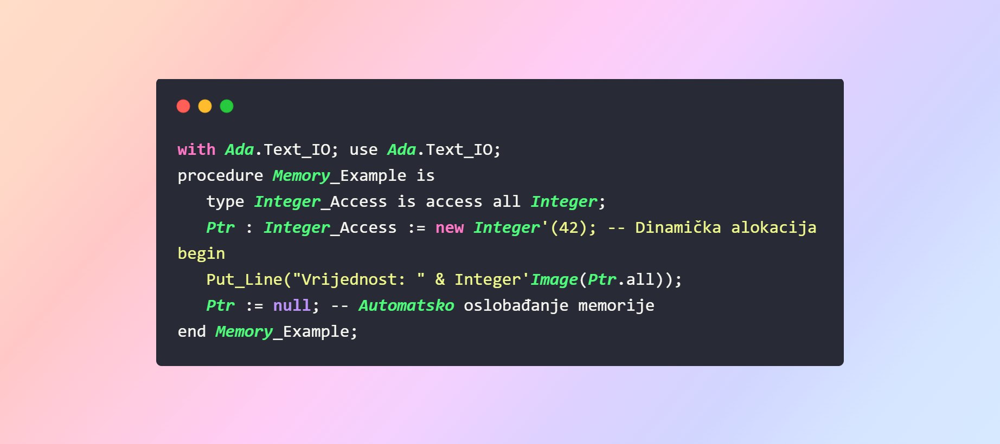 with Ada.Text_IO; use Ada.Text_IO;
procedure Memory_Example is
   type Integer_Access is access all Integer;
   Ptr : Integer_Access := new Integer'(42); -- Dinamička alokacija
begin
   Put_Line("Vrijednost: " & Integer'Image(Ptr.all));
   Ptr := null; -- Automatsko oslobađanje memorije
end Memory_Example;